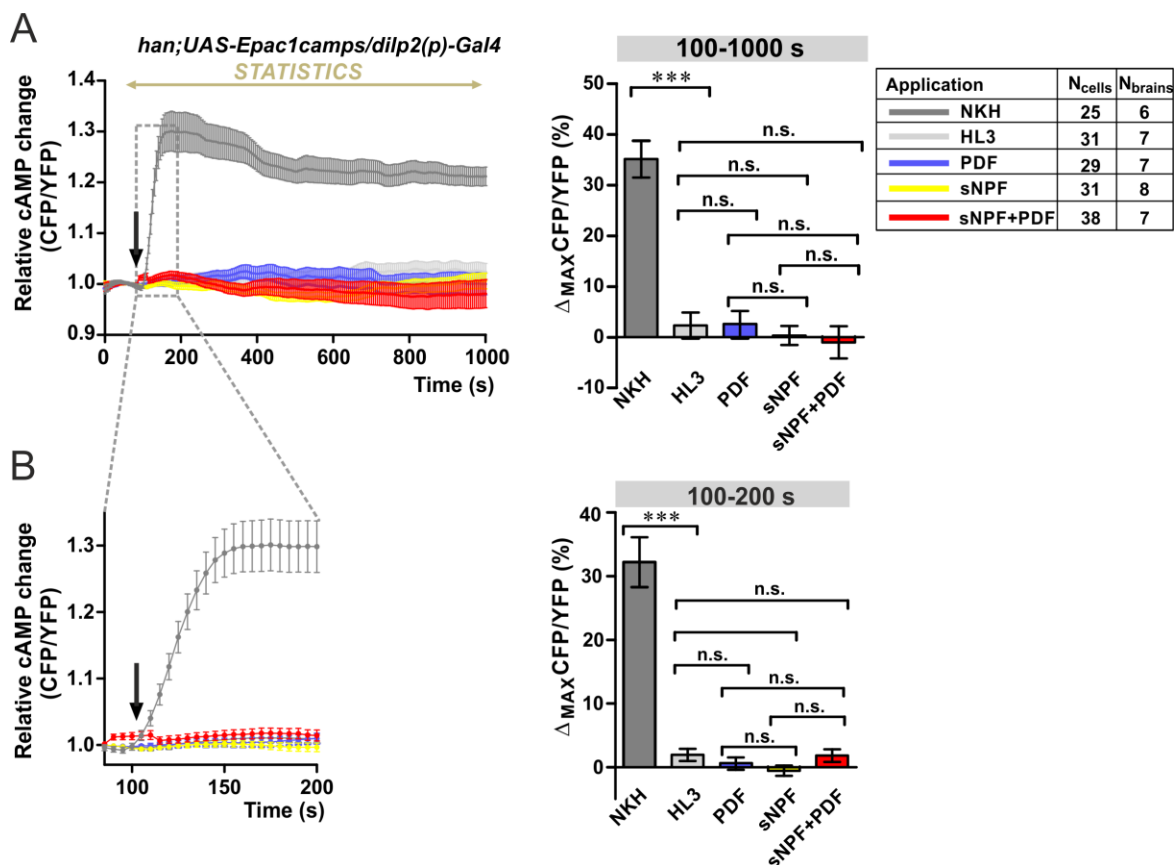 A
han;UAS-Epac1camps/dilp2(p)-Gal4
STATISTICS
Relative cAMP change
(CFP/YFP)
1.4
1.3
1.2
1.1
1.0
0.9
0
200
400
600
800
1000
Time (s)
100-1000 s
***
n.s.
n.s.
n.s.
n.s.
n.s.
n.s.
ΔMAXCFP/YFP (%)
50
40
30
20
10
0
-10
NKH
HL3
PDF
sNPF
sNPF+PDF
Application Ncells Nbrains
NKH 25 6
HL3 31 7
PDF 29 7
sNPF 31 8
sNPF+PDF 38 7
B
Relative cAMP change
(CFP/YFP)
1.3
1.2
1.1
1.0
100
150
200
Time (s)
100-200 s
***
n.s.
n.s.
n.s.
n.s.
n.s.
ΔMAXCFP/YFP (%)
40
30
20
10
0
NKH
HL3
PDF
sNPF
sNPF+PDF